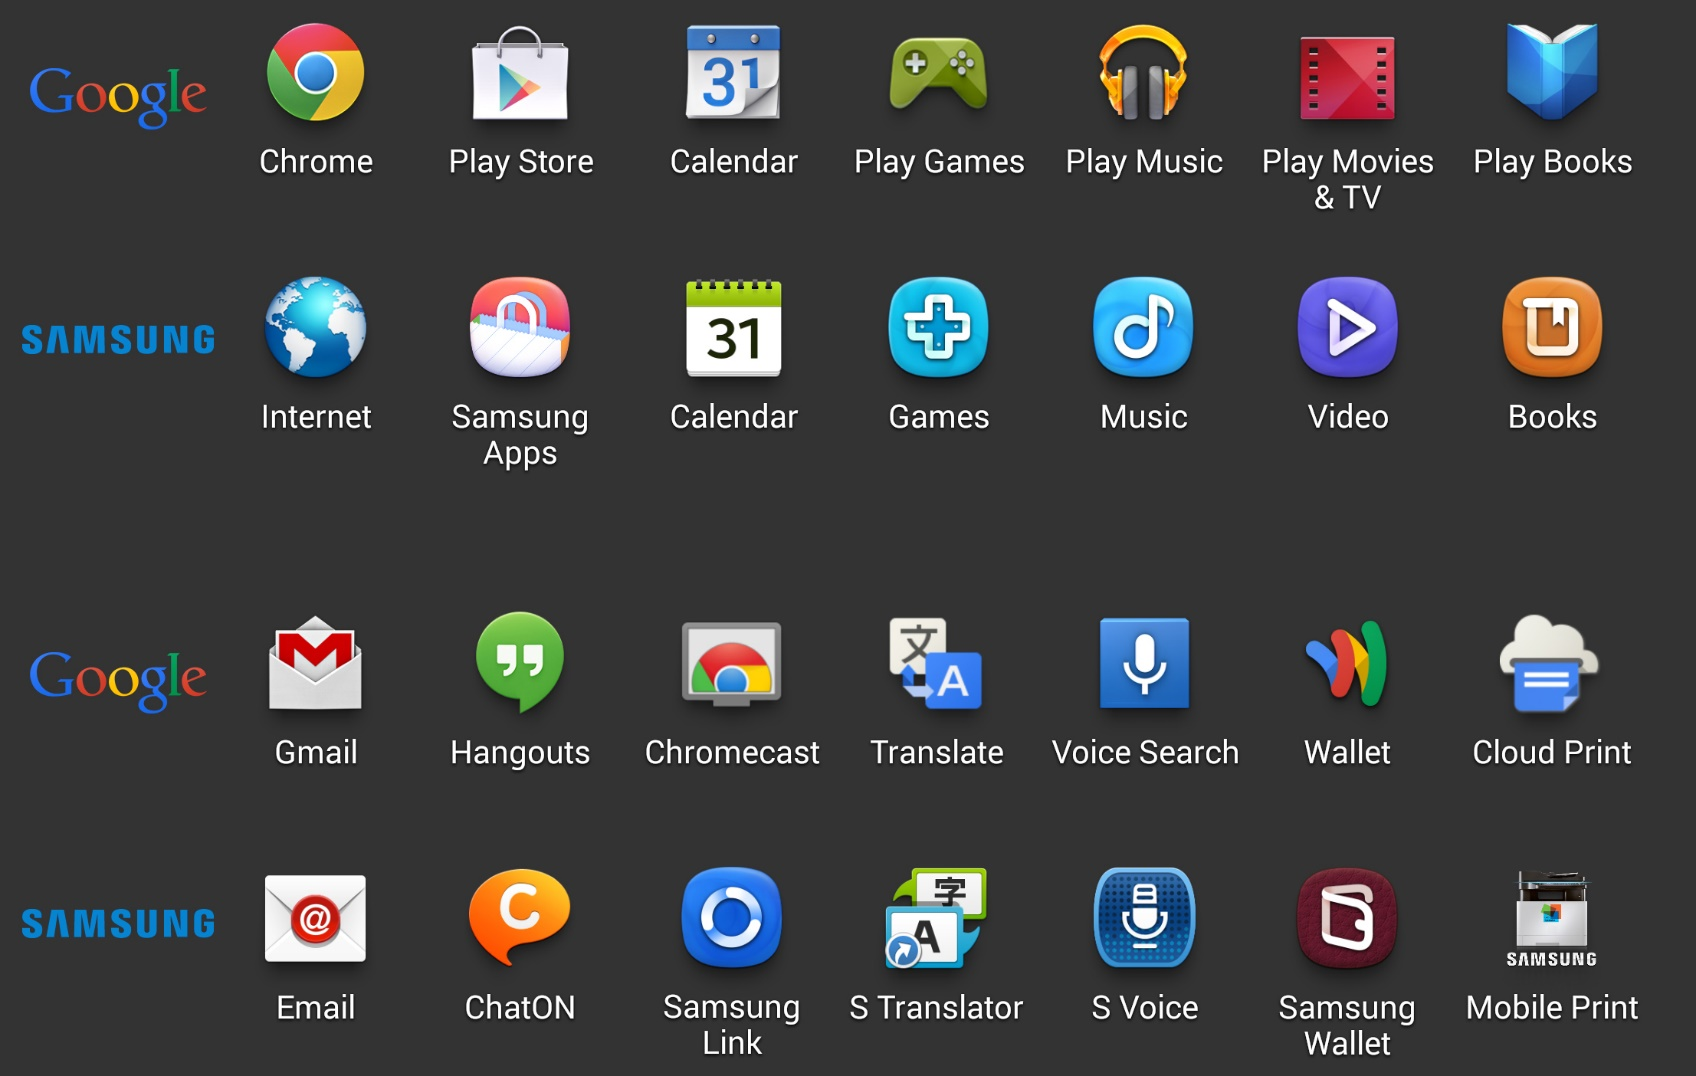 Google
31
Chrome Play Store Calendar Play Games Play Music Play Movies Play Books
& TV
SAMSUNG
31
Internet Samsung Calendar Games Music Video Books
Apps
Google
文
A
Gmail Hangouts Chromecast Translate Voice Search Wallet Cloud Print
SAMSUNG
@
C
字
A
SAMSUNG
Email ChatON Samsung S Translator S Voice Samsung Mobile Print
Link Wallet